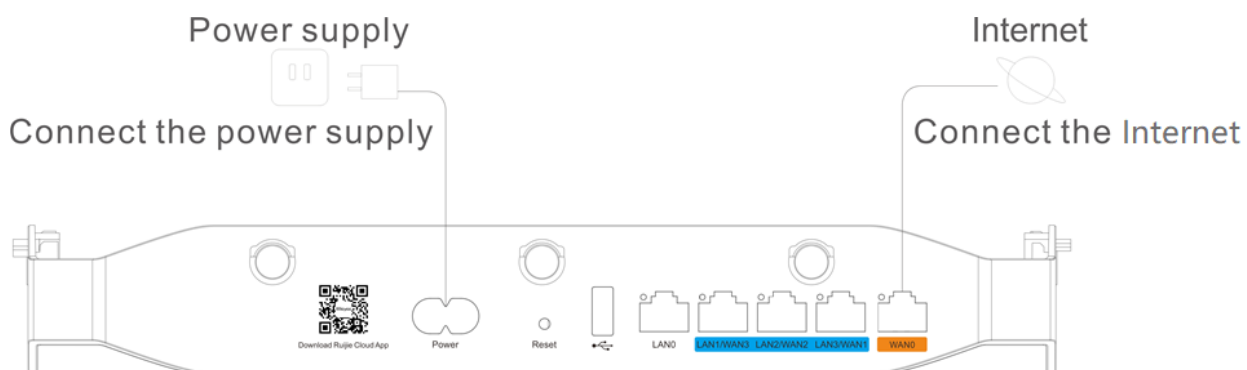 Power supply
Internet
Connect the power supply
Connect the Internet
Download Ruijie Cloud App
Power
Reset
LAN0
LAN1/WAN3
LAN2/WAN2
LAN3/WAN1
WAN0